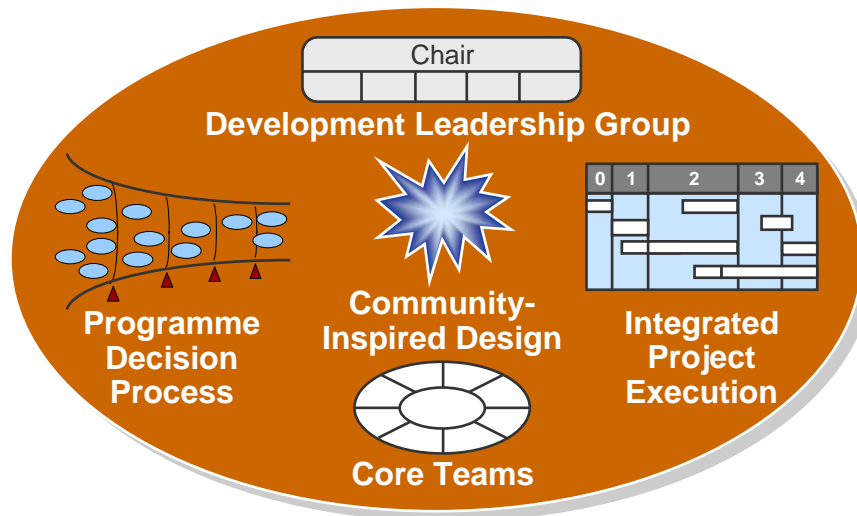 Chair
Development Leadership Group
0 1 2 3 4
Programme
Decision
Process
Community-
Inspired Design
Integrated
Project
Execution
Core Teams